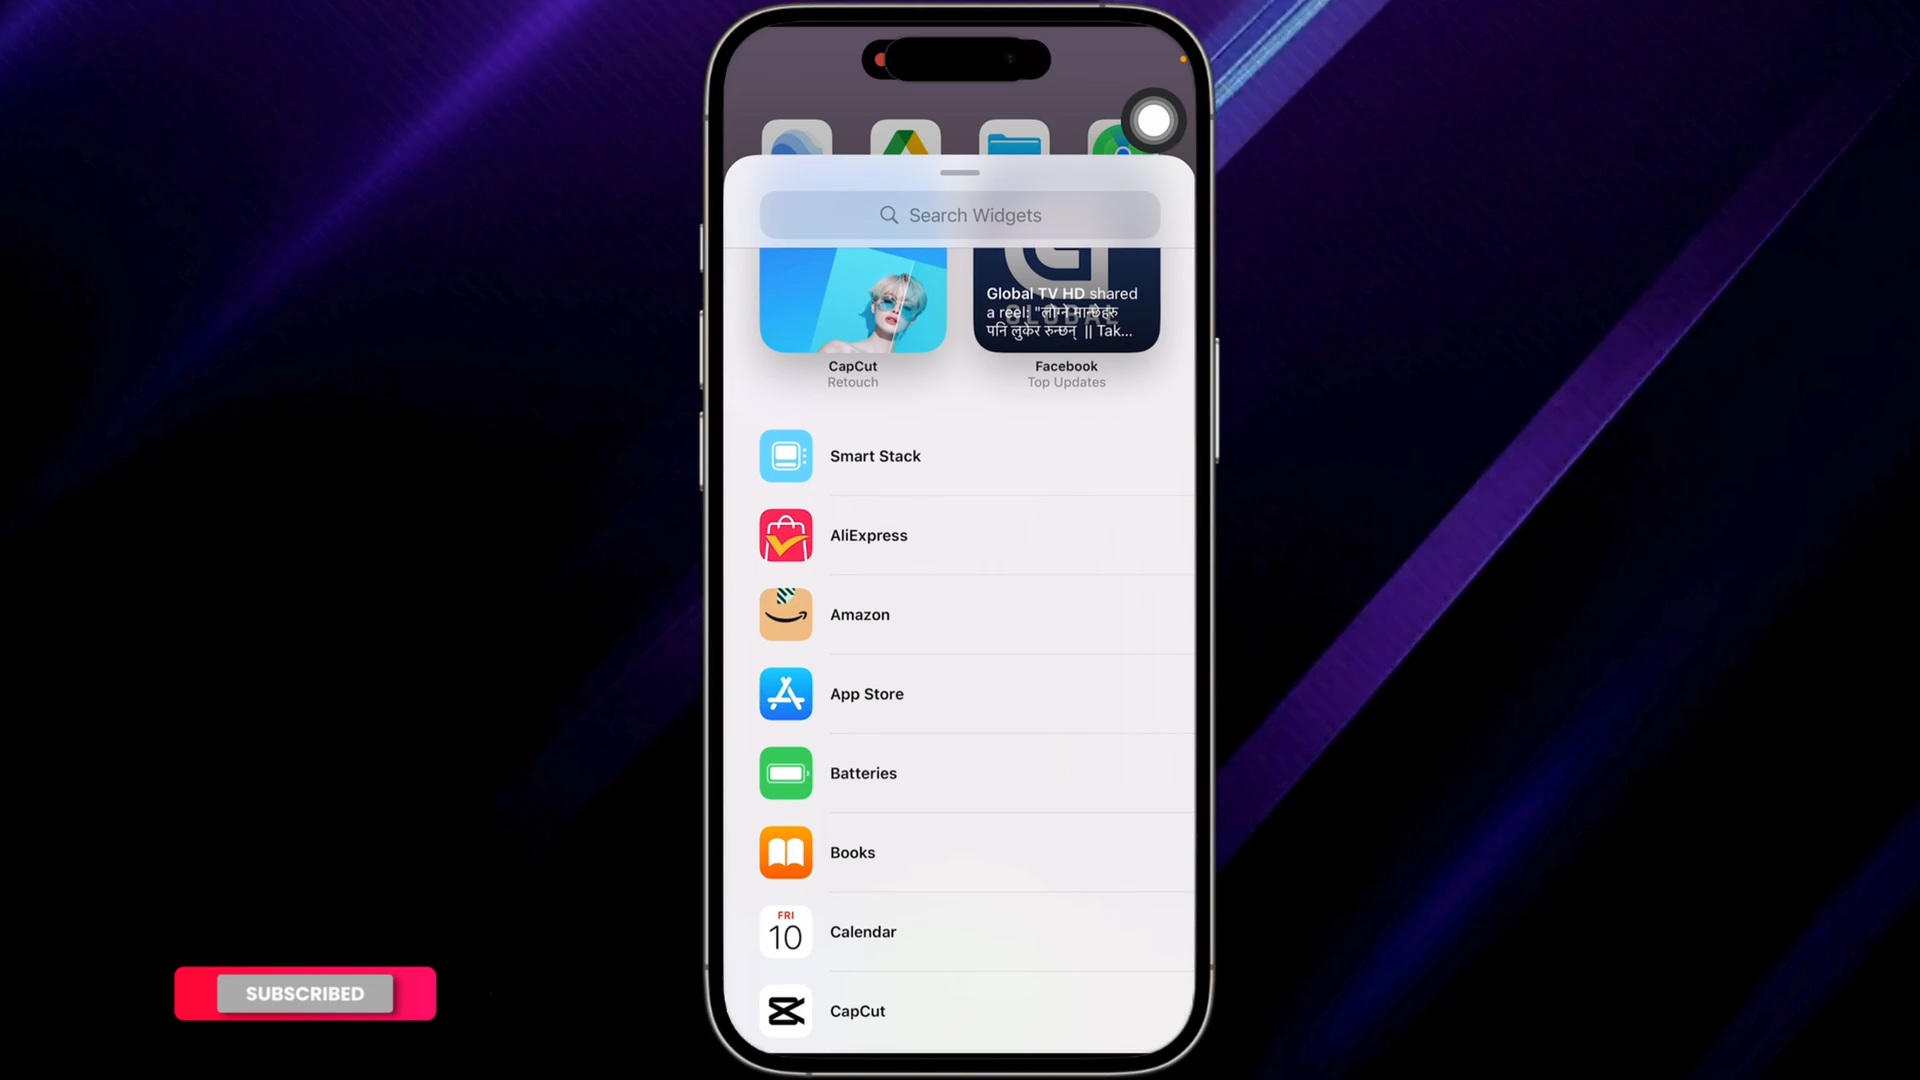 Search Widgets
Global TV HD shared
a reel: "लोग्ने मान्छेहरु
पनि लुकेर रुन्छन् || Tak...
CapCut
Retouch
Facebook
Top Updates
Smart Stack
AliExpress
Amazon
App Store
Batteries
Books
FRI
10
Calendar
CapCut
SUBSCRIBED